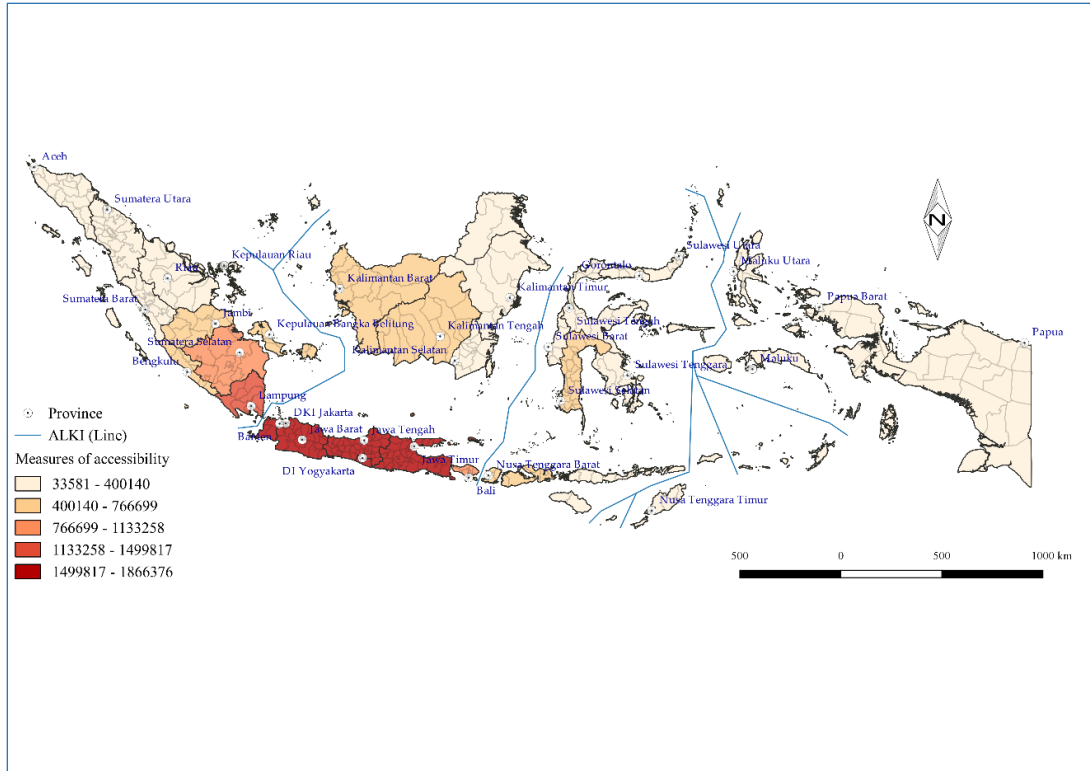 Aceh
Sumatera Utara
Kepulauan Riau
Riau
Sumatera Barat
Jambi
Kepulauan Bangka Belitung
Sumatera Selatan
Bengkulu
Lampung
DKI Jakarta
Banten
Jawa Barat
Jawa Tengah
Jawa Timur
DI Yogyakarta
Bali
Nusa Tenggara Barat
Nusa Tenggara Timur
Kalimantan Barat
Kalimantan Timur
Kalimantan Tengah
Kalimantan Selatan
Gorontalo
Sulawesi Utara
Sulawesi Tengah
Sulawesi Barat
Sulawesi Tenggara
Sulawesi Selatan
Maluku Utara
Maluku
Papua Barat
Papua
N
Province
ALKI (Line)
Measures of accessibility
33581 - 400140
400140 - 766699
766699 - 1133258
1133258 - 1499817
1499817 - 1866376
500 0 500 1000 km